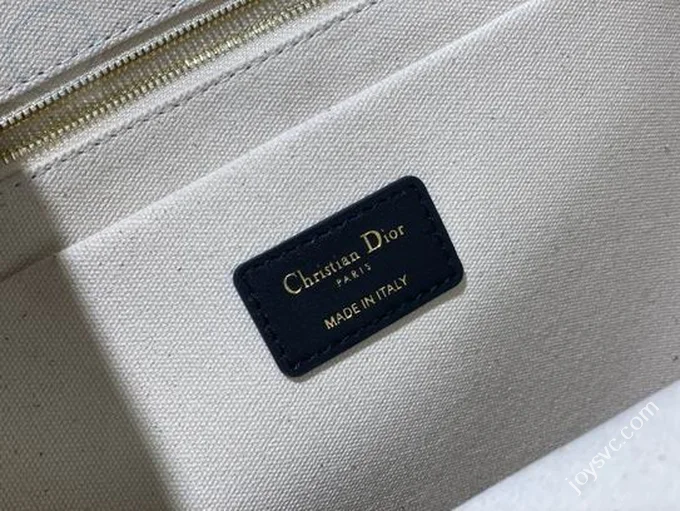 Christian Dior
PARIS
MADE IN ITALY
joysvc.com